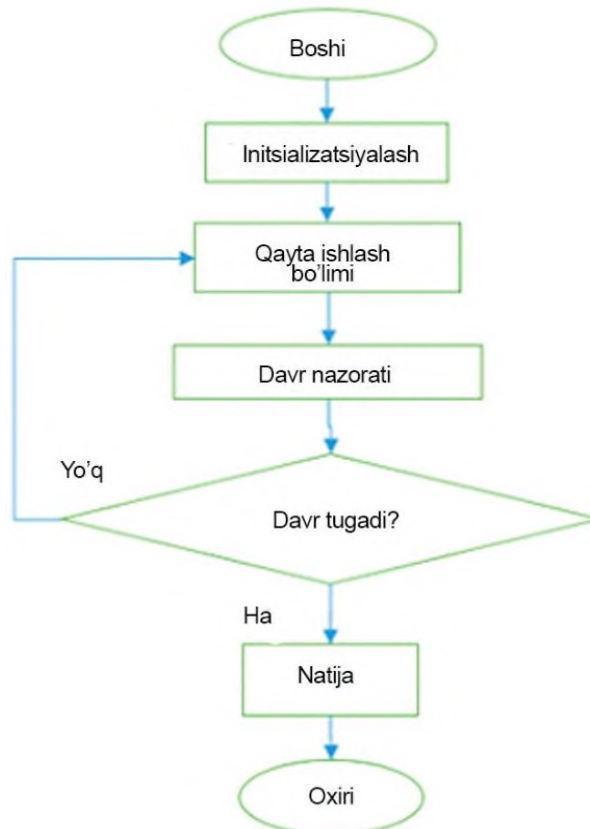 Boshi
Initsializatsiyalash
Qayta ishlash
bo’limi
Davr nazorati
Yo’q
Davr tugadi?
Ha
Natija
Oxiri